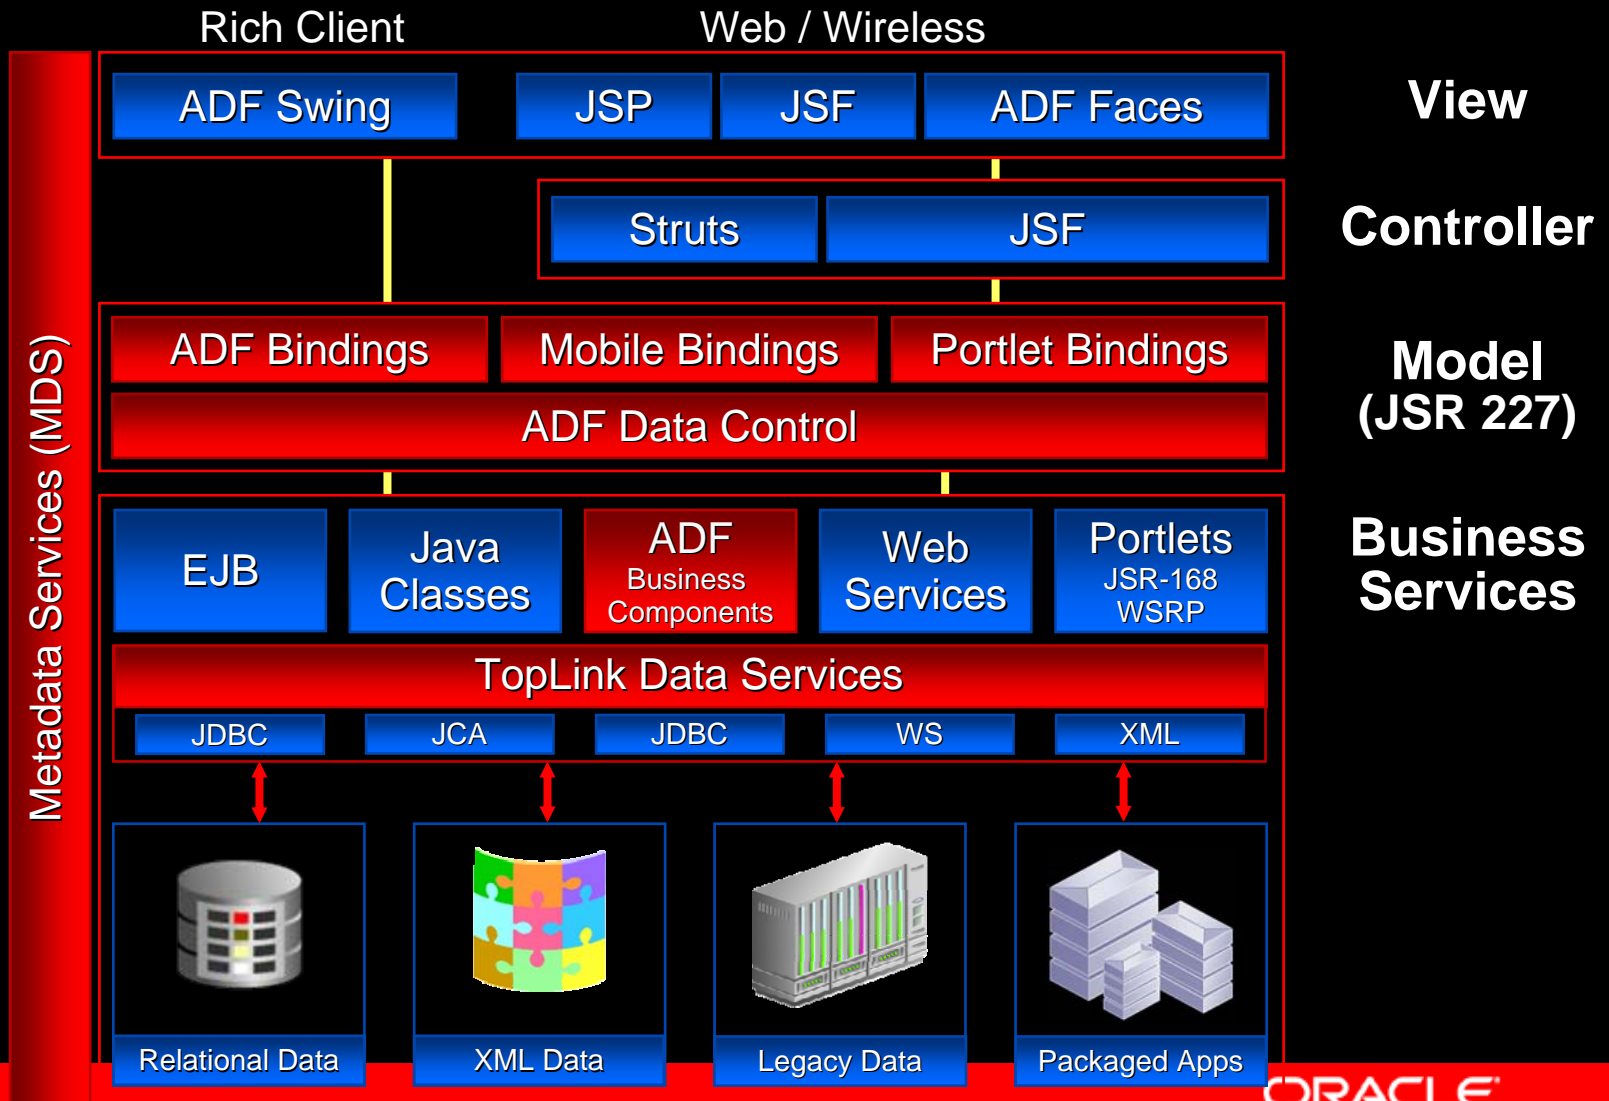 Rich Client
Web / Wireless
ADF Swing
JSP
JSF
ADF Faces
View
Struts
JSF
Controller
ADF Bindings
Mobile Bindings
Portlet Bindings
ADF Data Control
Model
(JSR 227)
Metadata Services (MDS)
EJB
Java
Classes
ADF
Business
Components
Web
Services
Portlets
JSR-168
WSRP
Business
Services
TopLink Data Services
JDBC
JCA
JDBC
WS
XML
Relational Data
XML Data
Legacy Data
Packaged Apps
ORACLE